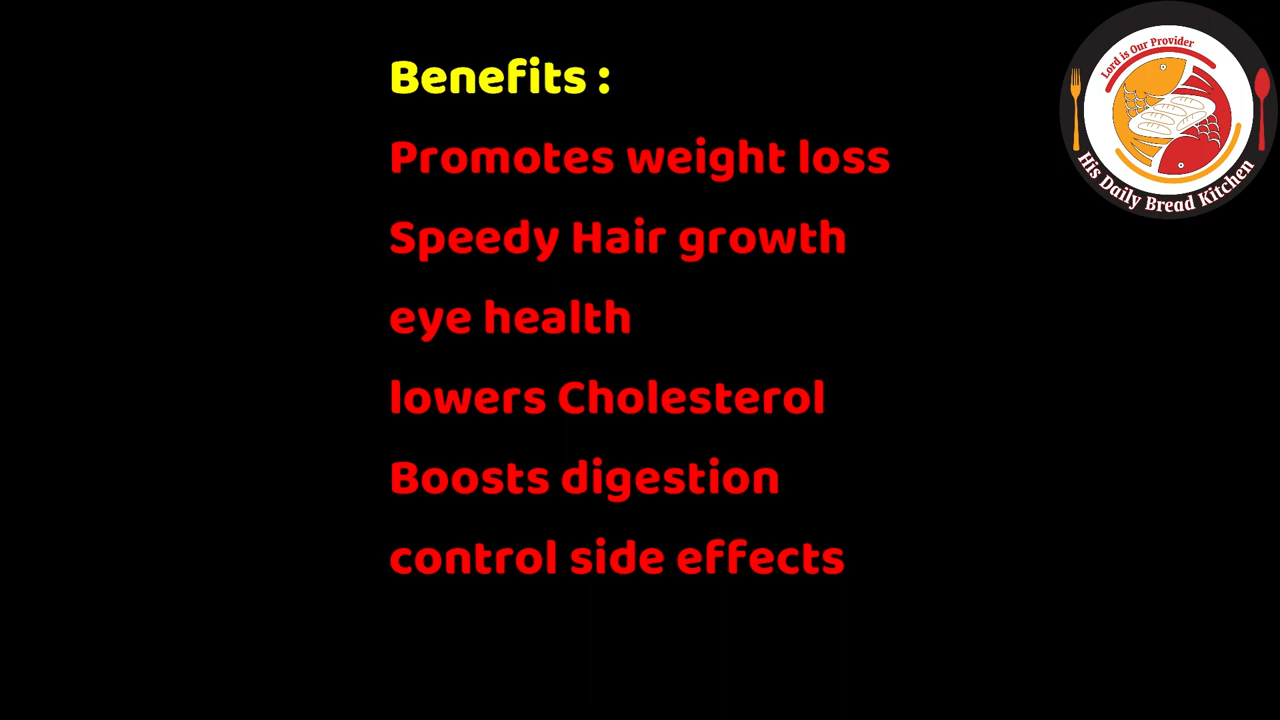 Benefits :
Promotes weight loss
Speedy Hair growth
eye health
lowers Cholesterol
Boosts digestion
control side effects
Lord is Our Provider
His Daily Bread Kitchen